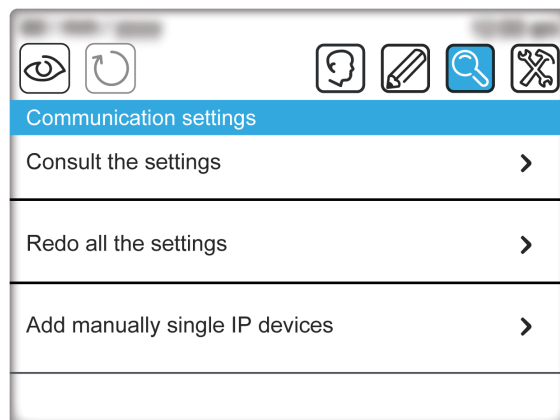 Communication settings
Consult the settings
Redo all the settings
Add manually single IP devices